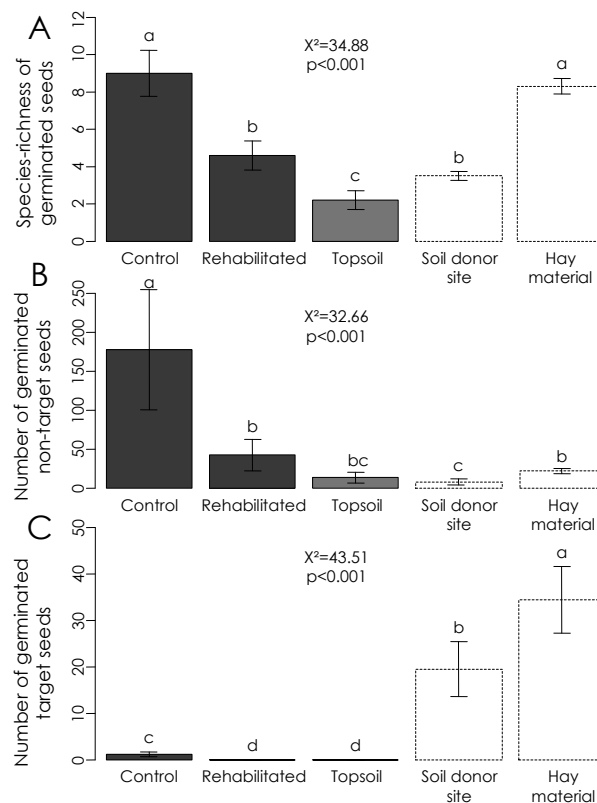 A
Species-richness of
germinated seeds
0
2
4
6
8
10
12
X²=34.88
p<0.001
a
b
c
b
a
Control
Rehabilitated
Topsoil
Soil donor
site
Hay
material
B
Number of germinated
non-target seeds
0
50
100
150
200
250
X²=32.66
p<0.001
a
b
bc
c
b
Control
Rehabilitated
Topsoil
Soil donor
site
Hay
material
C
Number of germinated
target seeds
0
10
20
30
40
50
X²=43.51
p<0.001
c
d
d
b
a
Control
Rehabilitated
Topsoil
Soil donor
site
Hay
material